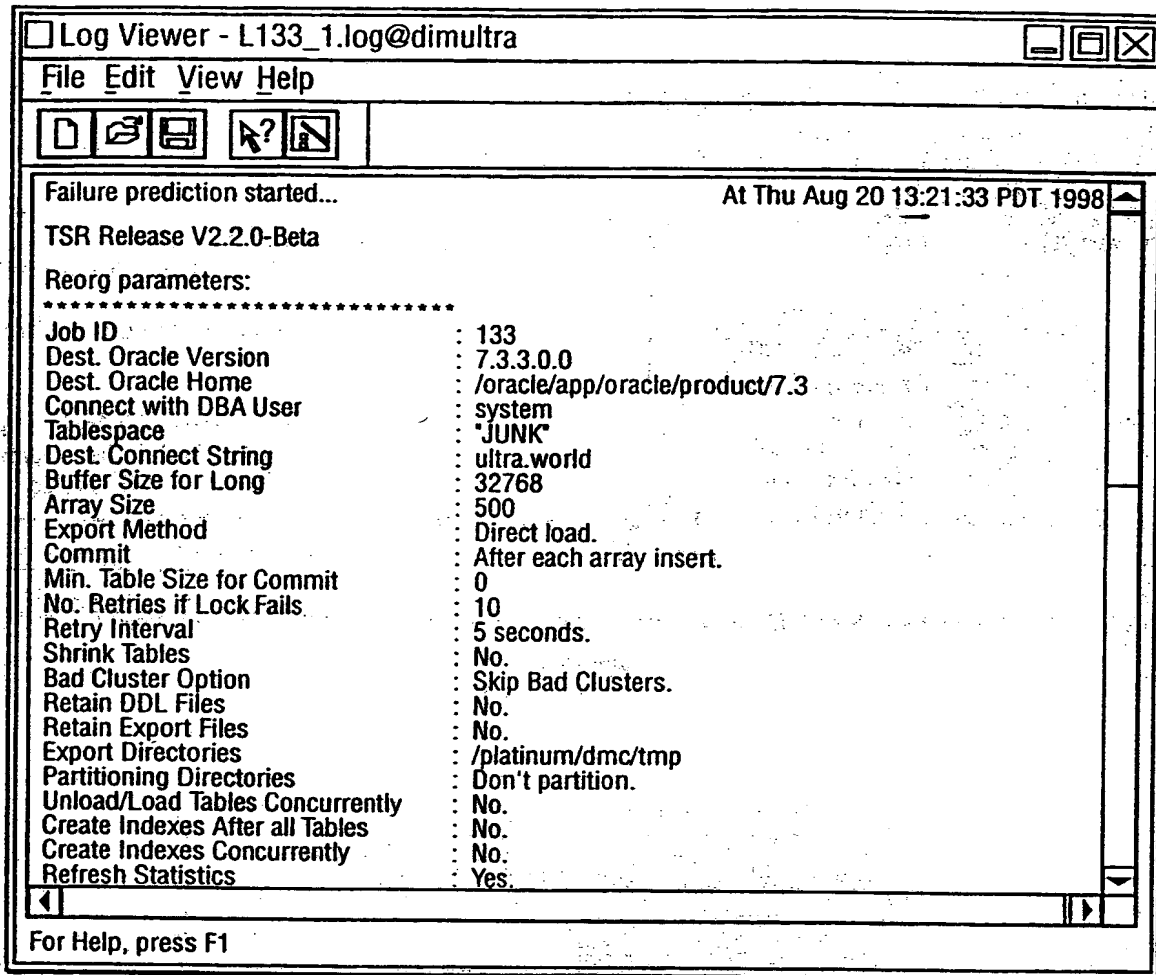 Log Viewer - L133_1.log@dimultra
File Edit View Help
Failure prediction started... At Thu Aug 20 13:21:33 PDT 1998
TSR Release V2.2.0-Beta
Reorg parameters:
******************************
Job ID : 133
Dest. Oracle Version : 7.3.3.0.0
Dest. Oracle Home : /oracle/app/oracle/product/7.3
Connect with DBA User : system
Tablespace : "JUNK"
Dest. Connect String : ultra.world
Buffer Size for Long : 32768
Array Size : 500
Export Method : Direct load.
Commit : After each array insert.
Min. Table Size for Commit : 0
No. Retries if Lock Fails : 10
Retry Interval : 5 seconds.
Shrink Tables : No.
Bad Cluster Option : Skip Bad Clusters.
Retain DDL Files : No.
Retain Export Files : No.
Export Directories : /platinum/dmc/tmp
Partitioning Directories : Don't partition.
Unload/Load Tables Concurrently : No.
Create Indexes After all Tables : No.
Create Indexes Concurrently : No.
Refresh Statistics : Yes.
For Help, press F1